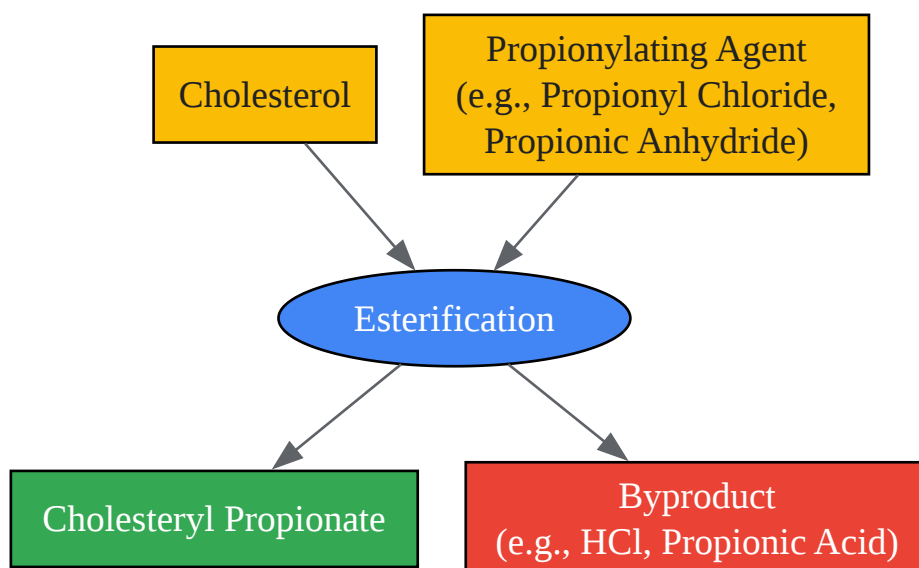 Cholesterol
Propionylating Agent
(e.g., Propionyl Chloride,
Propionic Anhydride)
Esterification
Cholesteryl Propionate
Byproduct
(e.g., HCl, Propionic Acid)